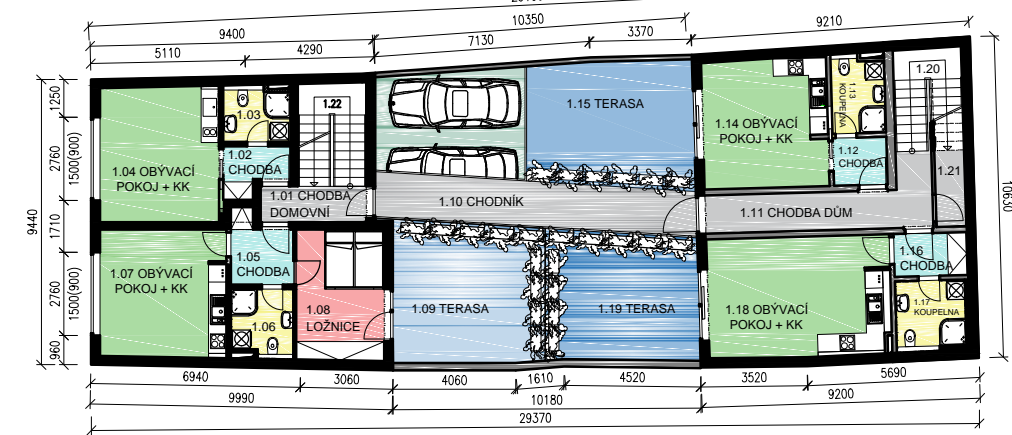 10350
9210
9400
7130
3370
5110
4290
1250
2760
1500(900)
1710
2760
1500(900)
960
9440
10630
1.03
1.22
1.15 TERASA
1.20
1.13
KOUPELNA
1.14 OBÝVACÍ
POKOJ + KK
1.12
CHODBA
1.04 OBÝVACÍ
POKOJ + KK
1.02
CHODBA
1.21
1.01 CHODBA
DOMOVNÍ
1.10 CHODNÍK
1.11 CHODBA DŮM
1.05
CHODBA
1.16
CHODBA
1.07 OBÝVACÍ
POKOJ + KK
1.06
1.08
LOŽNICE
1.09 TERASA
1.19 TERASA
1.18 OBÝVACÍ
POKOJ + KK
1.17
KOUPELNA
6940
3060
4060
1610
4520
3520
5690
9990
10180
9200
29370